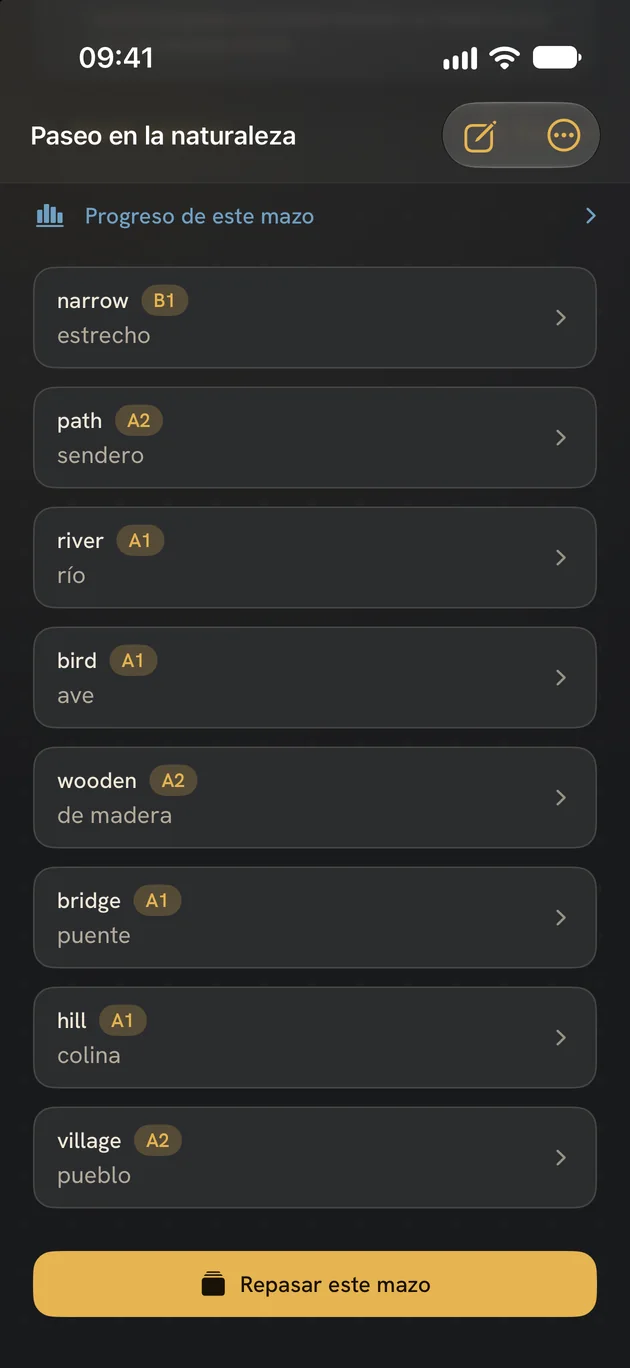 09:41
Paseo en la naturaleza
Progreso de este mazo
narrow B1
estrecho
path A2
sendero
river A1
río
bird A1
ave
wooden A2
de madera
bridge A1
puente
hill A1
colina
village A2
pueblo
Repasar este mazo